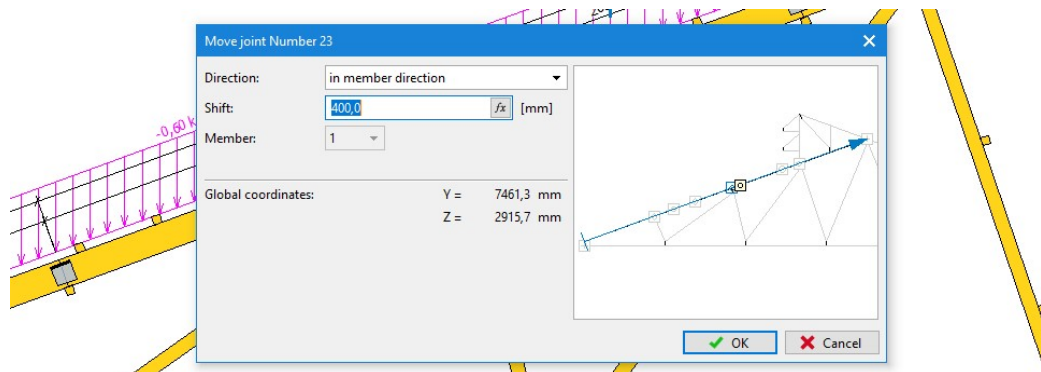 Move joint Number 23
Direction: in member direction
Shift: 400,0 fx [mm]
Member: 1
Global coordinates: Y = 7461,3 mm
Z = 2915,7 mm
OK Cancel
-0,60 k